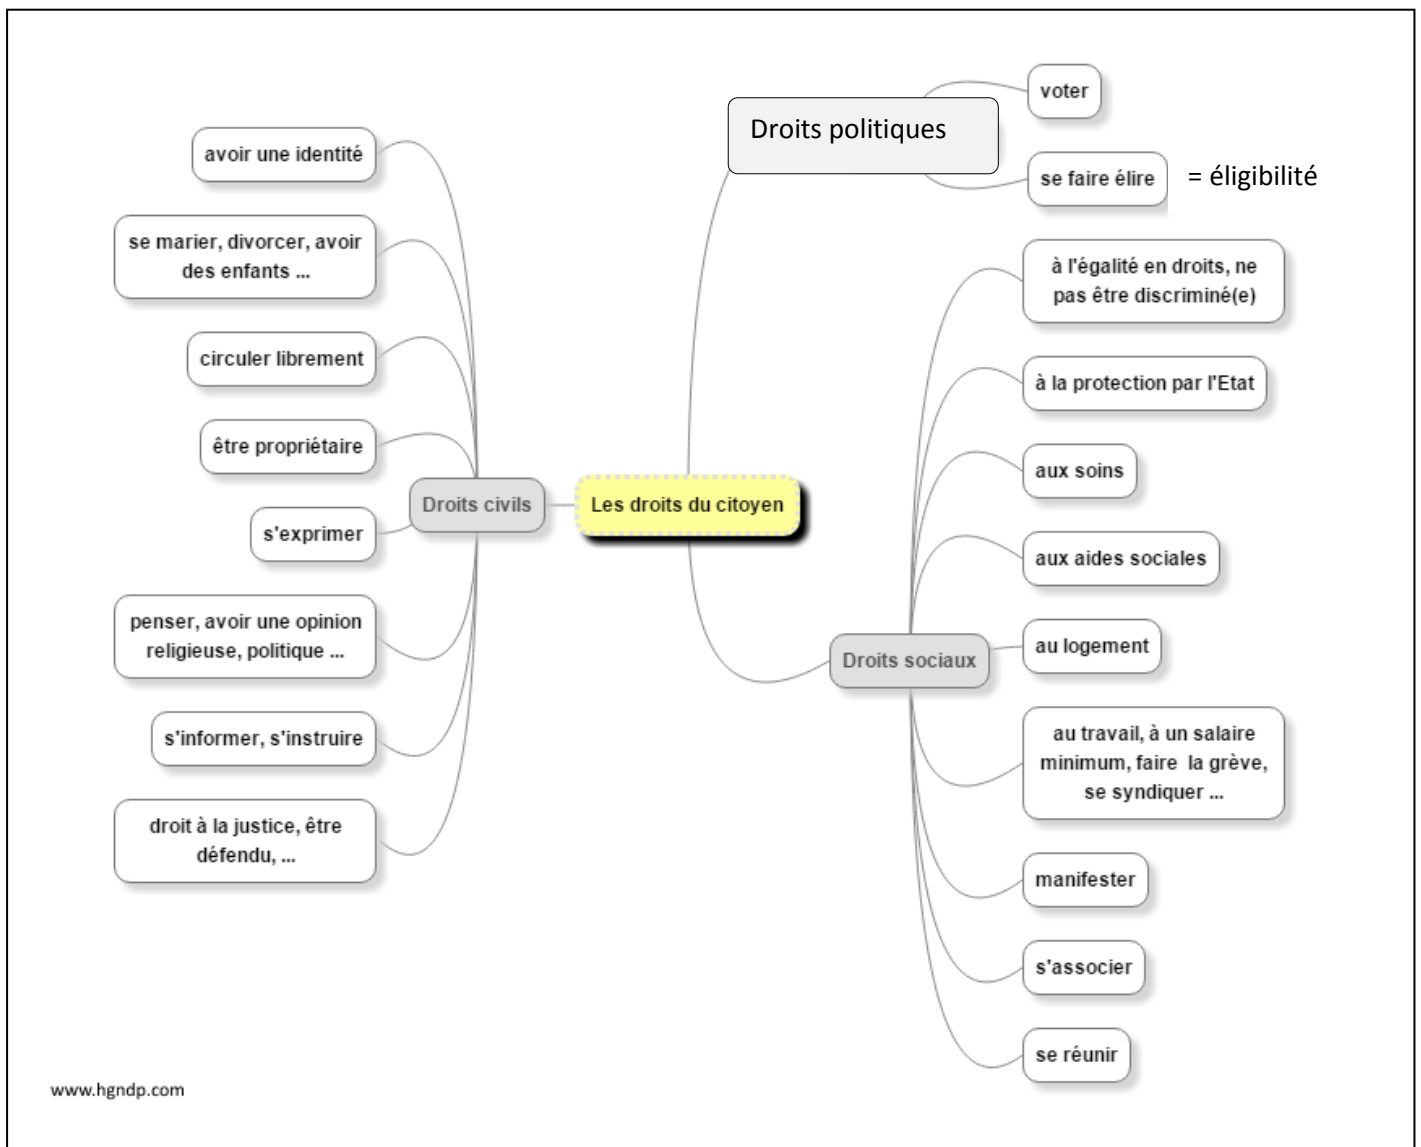 Les droits du citoyen
Droits civils
avoir une identité
se marier, divorcer, avoir
des enfants ...
circuler librement
être propriétaire
s'exprimer
penser, avoir une opinion
religieuse, politique ...
s'informer, s'instruire
droit à la justice, être
défendu, ...
Droits politiques
voter
se faire élire
= éligibilité
Droits sociaux
à l'égalité en droits, ne
pas être discriminé(e)
à la protection par l'Etat
aux soins
aux aides sociales
au logement
au travail, à un salaire
minimum, faire  la grève,
se syndiquer ...
manifester
s'associer
se réunir
www.hgndp.com